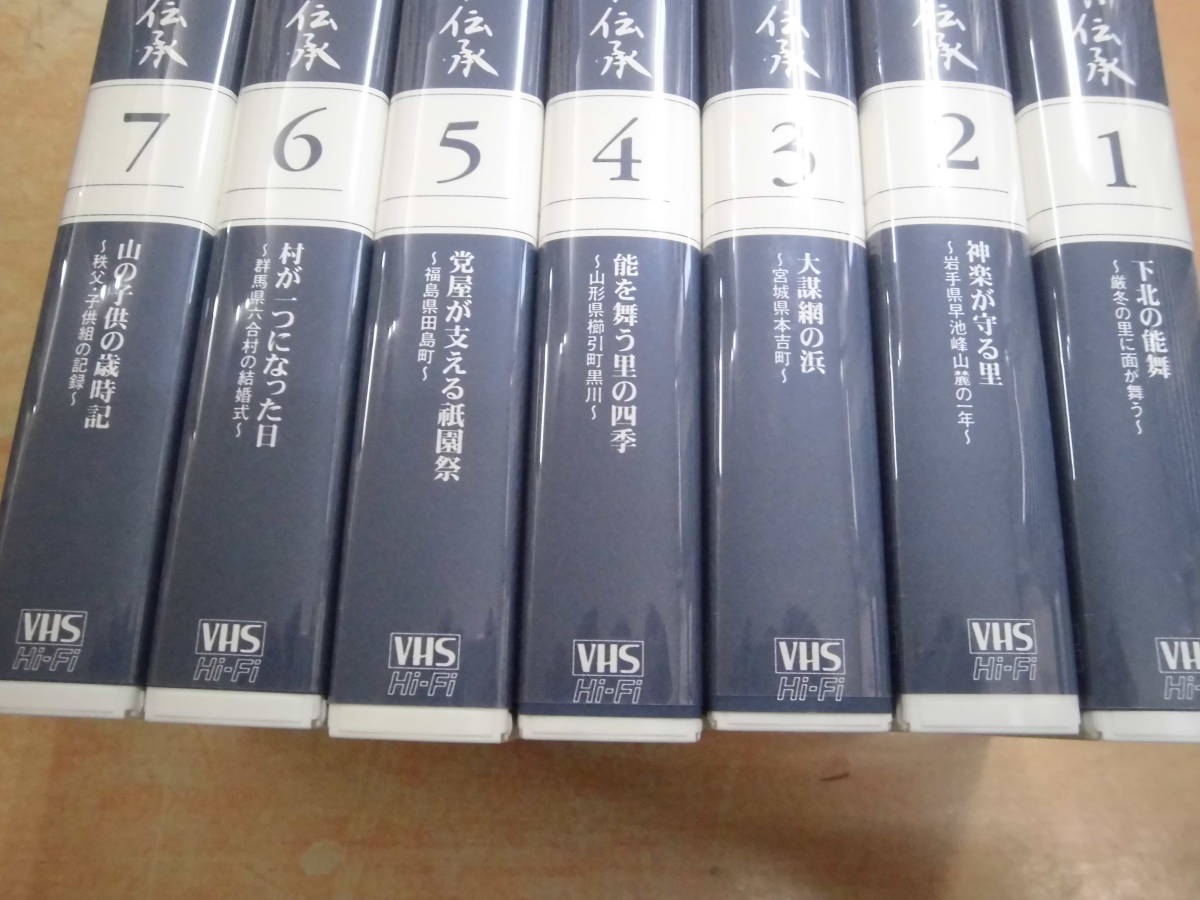 伝承
7
山の子供の歳時記
～秩父・子供組の記録～
VHS
Hi-Fi
伝承
6
村が一つになった日
～群馬県六合村の結婚式～
VHS
Hi-Fi
伝承
5
党屋が支える祇園祭
～福島県田島町～
VHS
Hi-Fi
伝承
4
能を舞う里の四季
～山形県櫛引町黒川～
VHS
Hi-Fi
伝承
3
大謀網の浜
～宮城県本吉町～
VHS
Hi-Fi
伝承
2
神楽が守る里
～岩手県早池峰山麓の一年～
VHS
Hi-Fi
伝承
1
下北の能舞
～厳冬の里に面が舞う～
VH
Hi-